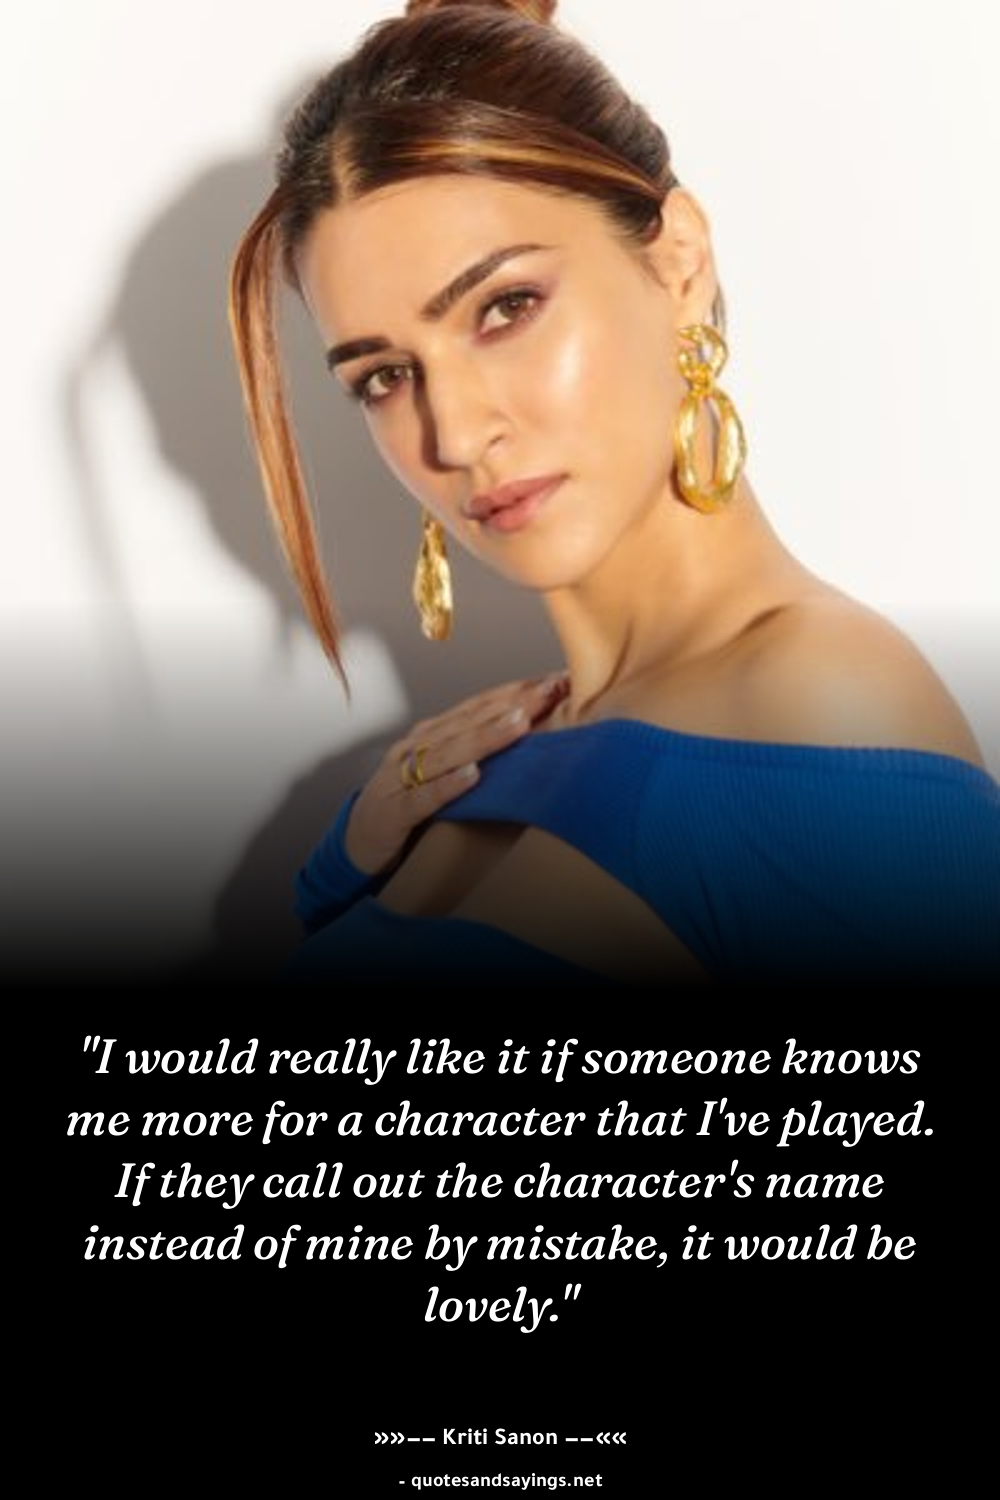 "I would really like it if someone knows
me more for a character that I've played.
If they call out the character's name
instead of mine by mistake, it would be
lovely."
»»–– Kriti Sanon ––««
- quotesandsayings.net